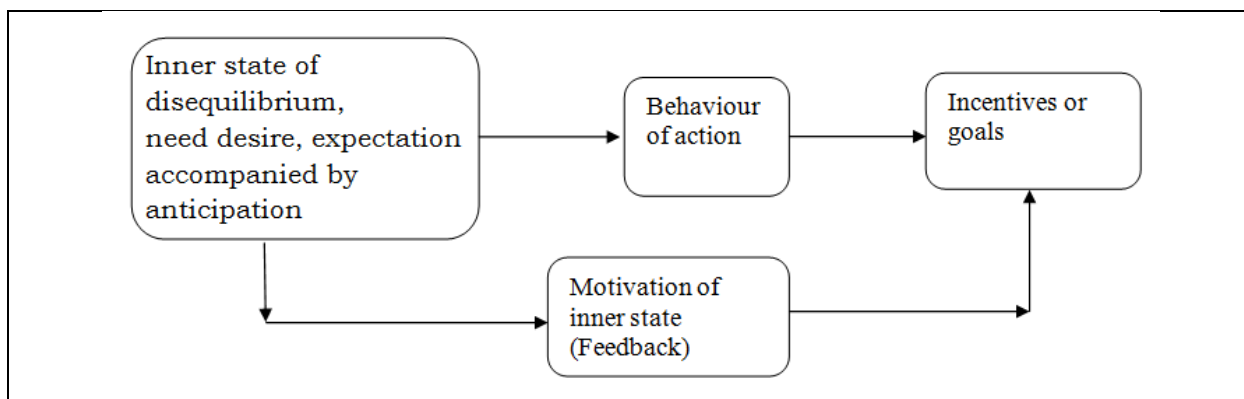 Inner state of
disequilibrium,
need desire, expectation
accompanied by
anticipation
Behaviour
of action
Incentives or
goals
Motivation of
inner state
(Feedback)